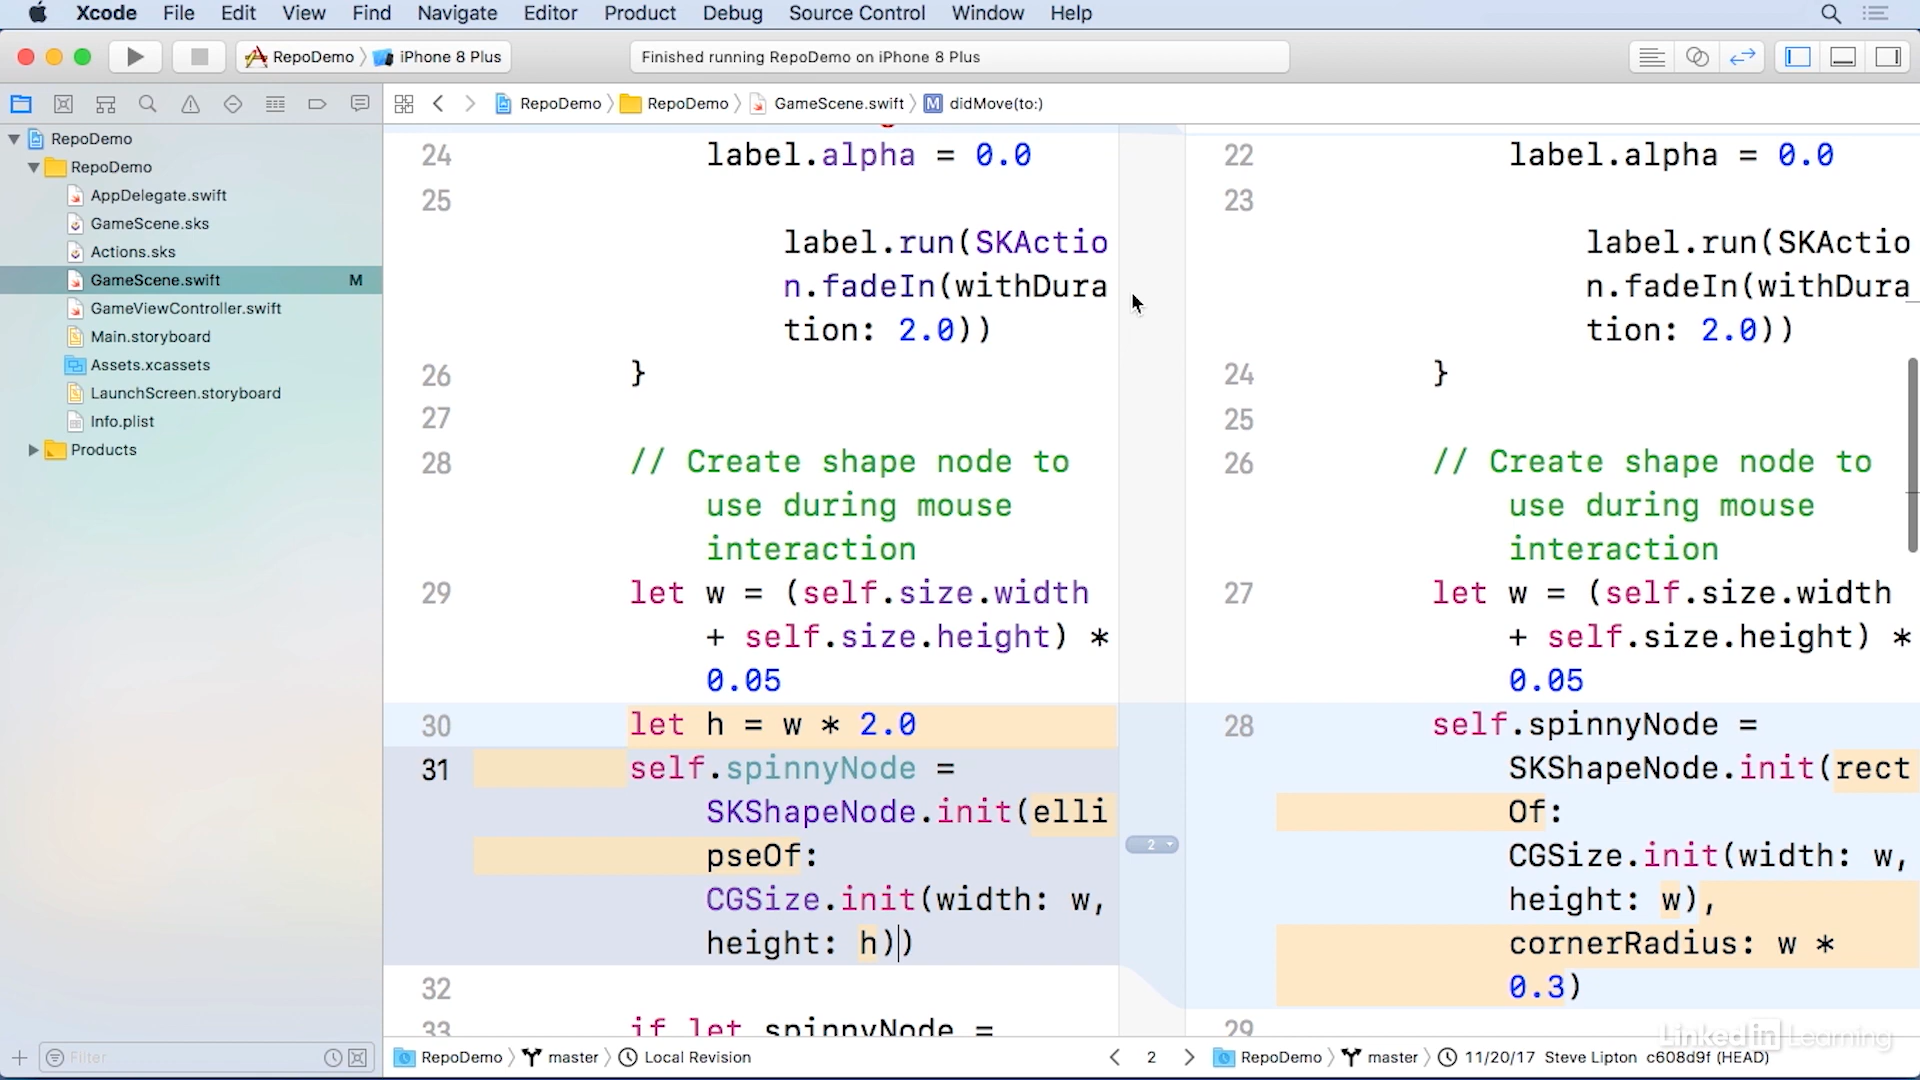 Xcode File Edit View Find Navigate Editor Product Debug Source Control Window Help
RepoDemo iPhone 8 Plus
Finished running RepoDemo on iPhone 8 Plus
RepoDemo RepoDemo GameScene.swift M didMove(to:)
RepoDemo
RepoDemo
AppDelegate.swift
GameScene.sks
Actions.sks
GameScene.swift M
GameViewController.swift
Main.storyboard
Assets.xcassets
LaunchScreen.storyboard
Info.plist
Products
Filter
24 label.alpha = 0.0
25
label.run(SKActio
n.fadeIn(withDura
tion: 2.0))
26 }
27
28 // Create shape node to
use during mouse
interaction
29 let w = (self.size.width
+ self.size.height) *
0.05
30 let h = w * 2.0
31 self.spinnyNode =
SKShapeNode.init(elli
pseOf:
CGSize.init(width: w,
height: h))
32
33 if let spinnyNode =
2
22 label.alpha = 0.0
23
label.run(SKActio
n.fadeIn(withDura
tion: 2.0))
24 }
25
26 // Create shape node to
use during mouse
interaction
27 let w = (self.size.width
+ self.size.height) *
0.05
28 self.spinnyNode =
SKShapeNode.init(rect
Of:
CGSize.init(width: w,
height: w),
cornerRadius: w *
0.3)
29
RepoDemo master Local Revision
2
RepoDemo master 11/20/17 Steve Lipton c608d9f (HEAD)
Linked in Learning